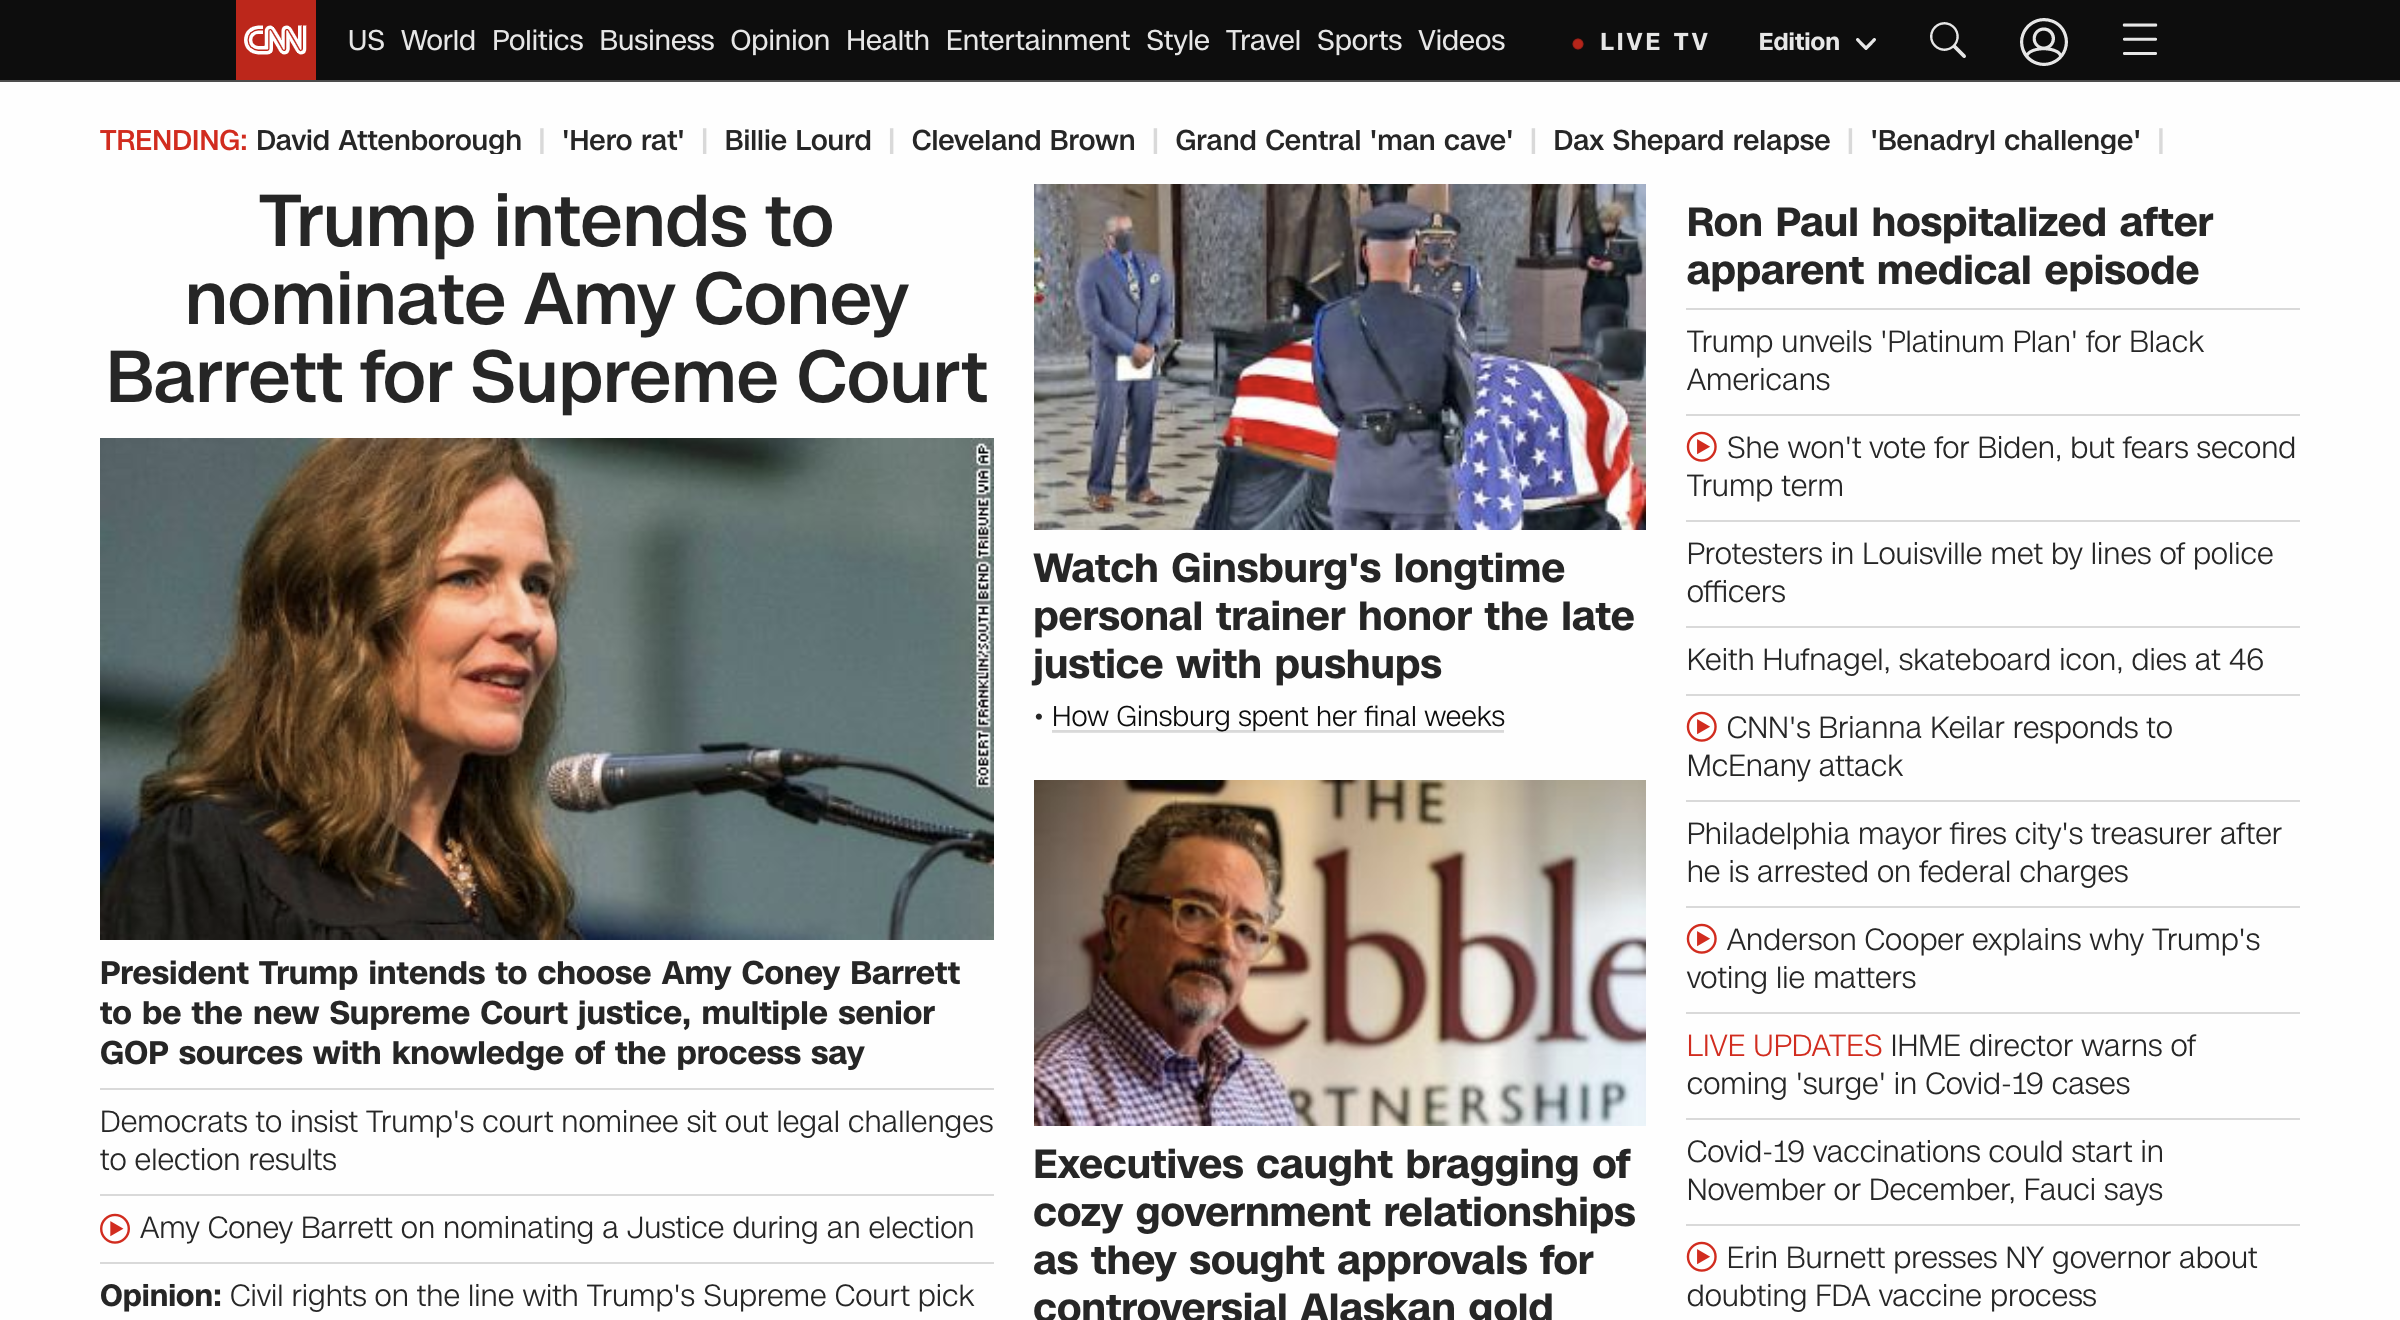 CNN
US World Politics Business Opinion Health Entertainment Style Travel Sports Videos
LIVE TV
Edition
TRENDING: David Attenborough | 'Hero rat' | Billie Lourd | Cleveland Brown | Grand Central 'man cave' | Dax Shepard relapse | 'Benadryl challenge' |
Trump intends to
nominate Amy Coney
Barrett for Supreme Court
ROBERT FRANKLIN/SOUTH BEND TRIBUNE VIA AP
President Trump intends to choose Amy Coney Barrett
to be the new Supreme Court justice, multiple senior
GOP sources with knowledge of the process say
Democrats to insist Trump's court nominee sit out legal challenges
to election results
Amy Coney Barrett on nominating a Justice during an election
Opinion: Civil rights on the line with Trump's Supreme Court pick
Watch Ginsburg's longtime
personal trainer honor the late
justice with pushups
• How Ginsburg spent her final weeks
THE
ebble
RTNERSHIP
Executives caught bragging of
cozy government relationships
as they sought approvals for
controversial Alaskan gold
Ron Paul hospitalized after
apparent medical episode
Trump unveils 'Platinum Plan' for Black
Americans
She won't vote for Biden, but fears second
Trump term
Protesters in Louisville met by lines of police
officers
Keith Hufnagel, skateboard icon, dies at 46
CNN's Brianna Keilar responds to
McEnany attack
Philadelphia mayor fires city's treasurer after
he is arrested on federal charges
Anderson Cooper explains why Trump's
voting lie matters
LIVE UPDATES IHME director warns of
coming 'surge' in Covid-19 cases
Covid-19 vaccinations could start in
November or December, Fauci says
Erin Burnett presses NY governor about
doubting FDA vaccine process